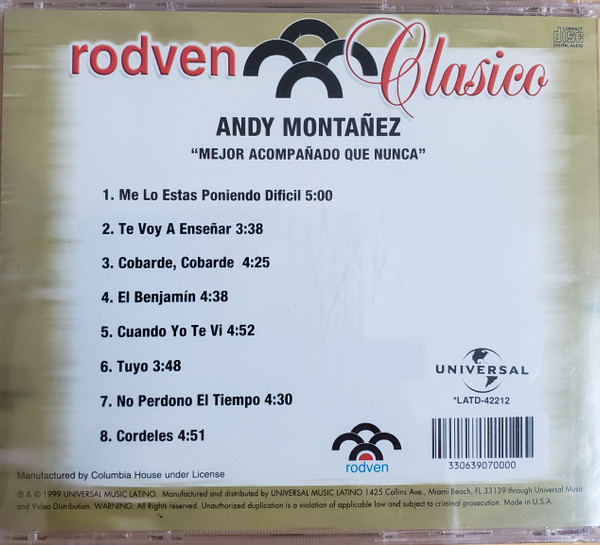 rodven Clasico
COMPACT
disc
DIGITAL AUDIO
ANDY MONTAÑEZ
“MEJOR ACOMPAÑADO QUE NUNCA”
1. Me Lo Estas Poniendo Dificil 5:00
2. Te Voy A Enseñar 3:38
3. Cobarde, Cobarde 4:25
4. El Benjamín 4:38
5. Cuando Yo Te Vi 4:52
6. Tuyo 3:48
7. No Perdono El Tiempo 4:30
8. Cordeles 4:51
UNIVERSAL
*LATD-42212
rodven
330639070000
Manufactured by Columbia House under License
℗ & © 1999 UNIVERSAL MUSIC LATINO. Manufactured and distributed by UNIVERSAL MUSIC LATINO 1425 Collins Ave., Miami Beach, FL 33139 through Universal Music
and Video Distribution. WARNING: All Rights reserved. Unauthorized duplication is a violation of applicable law and subject to criminal prosecution. Made in U.S.A.